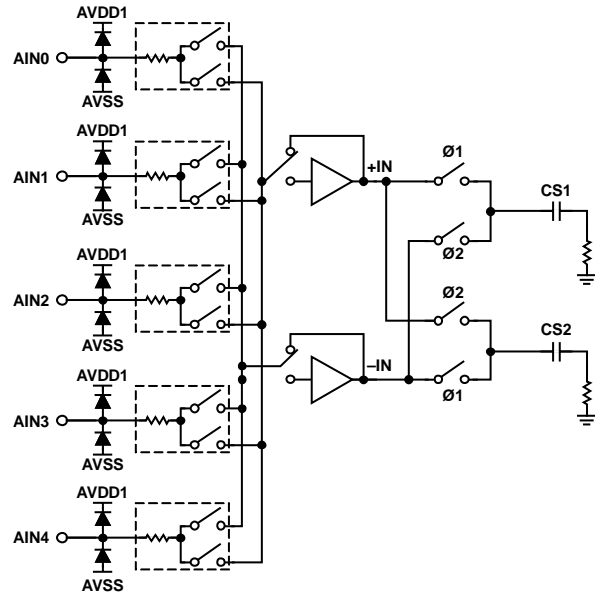 AVDD1
AIN0
AVSS
AVDD1
AIN1
AVSS
AVDD1
AIN2
AVSS
AVDD1
AIN3
AVSS
AVDD1
AIN4
AVSS
+IN
Ø1
CS1
Ø2
Ø2
CS2
–IN
Ø1